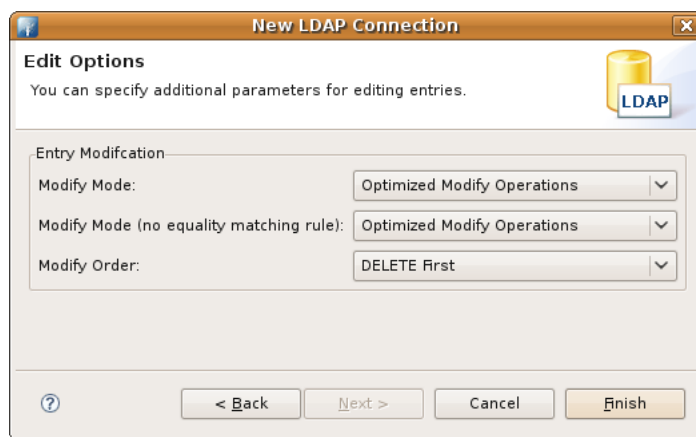 New LDAP Connection
Edit Options
You can specify additional parameters for editing entries.
LDAP
Entry Modifcation
Modify Mode: Optimized Modify Operations
Modify Mode (no equality matching rule): Optimized Modify Operations
Modify Order: DELETE First
? < Back Next > Cancel Finish